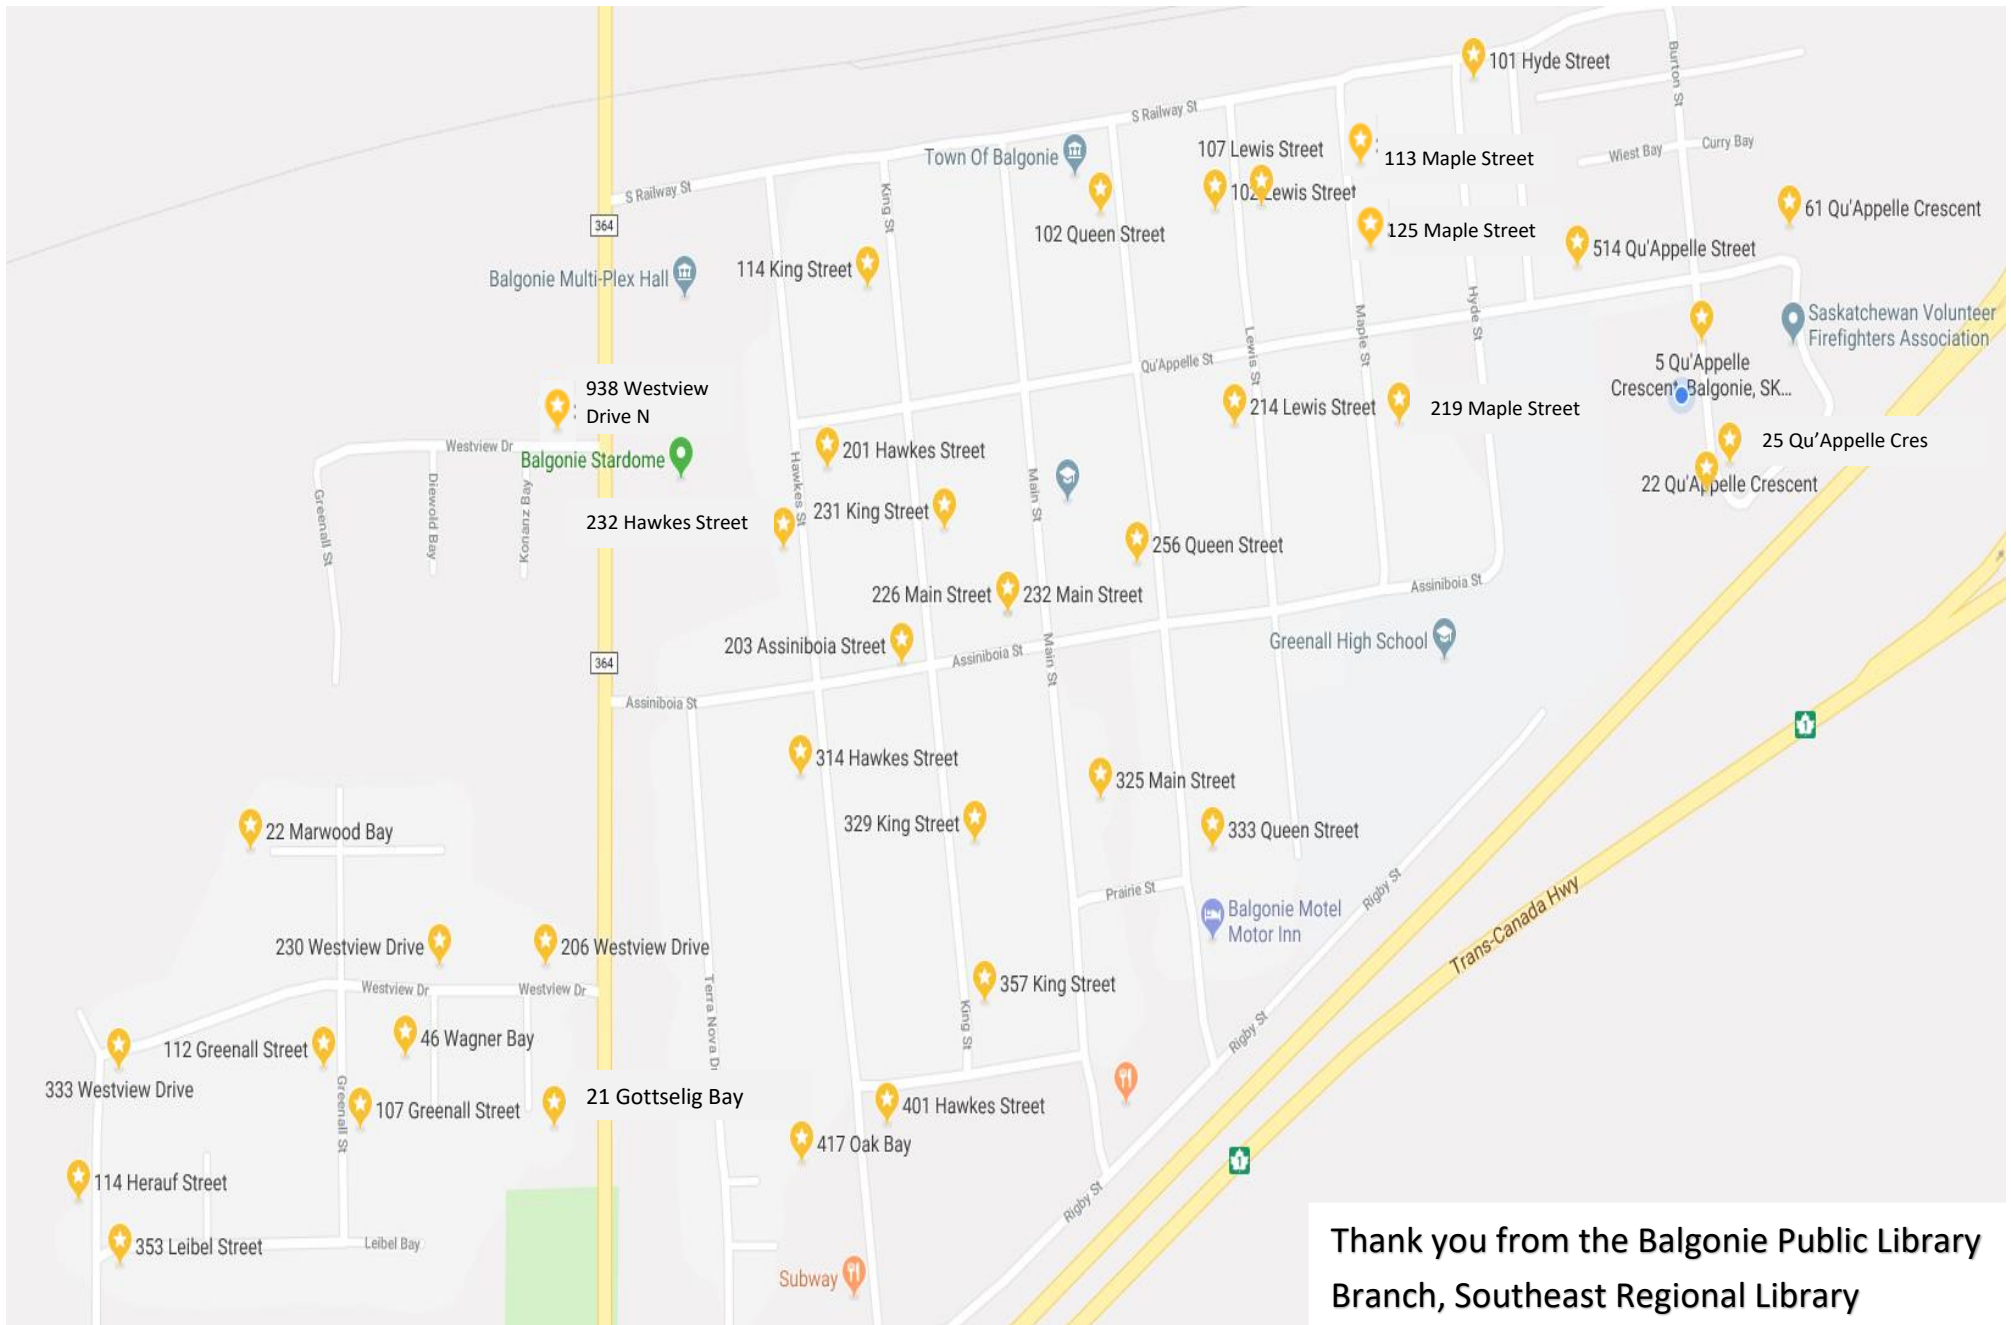 101 Hyde Street
Burton St
S Railway St
Town Of Balgonie
107 Lewis Street
113 Maple Street
Wiest Bay
Curry Bay
S Railway St
King St
102 Lewis Street
61 Qu'Appelle Crescent
364
102 Queen Street
125 Maple Street
514 Qu'Appelle Street
Balgonie Multi-Plex Hall
114 King Street
Hyde St
Maple St
Lewis St
Saskatchewan Volunteer
Firefighters Association
Qu'Appelle St
5 Qu'Appelle
Crescent, Balgonie, SK...
938 Westview
Drive N
214 Lewis Street
219 Maple Street
25 Qu’Appelle Cres
Westview Dr
Balgonie Stardome
201 Hawkes Street
22 Qu'Appelle Crescent
Greenall St
Diewold Bay
Konanz Bay
Hawkes St
Main St
232 Hawkes Street
231 King Street
256 Queen Street
226 Main Street
232 Main Street
Assiniboia St
203 Assiniboia Street
Assiniboia St
Main St
Greenall High School
364
Assiniboia St
1
314 Hawkes Street
325 Main Street
22 Marwood Bay
329 King Street
333 Queen Street
Prairie St
Rigby St
Balgonie Motel
Motor Inn
Trans-Canada Hwy
230 Westview Drive
206 Westview Drive
Westview Dr
Westview Dr
Terra Nova Dr
357 King Street
King St
Rigby St
112 Greenall Street
46 Wagner Bay
333 Westview Drive
Greenall St
107 Greenall Street
21 Gottselig Bay
401 Hawkes Street
417 Oak Bay
1
114 Herauf Street
Rigby St
353 Leibel Street
Leibel Bay
Subway
Thank you from the Balgonie Public Library
Branch, Southeast Regional Library